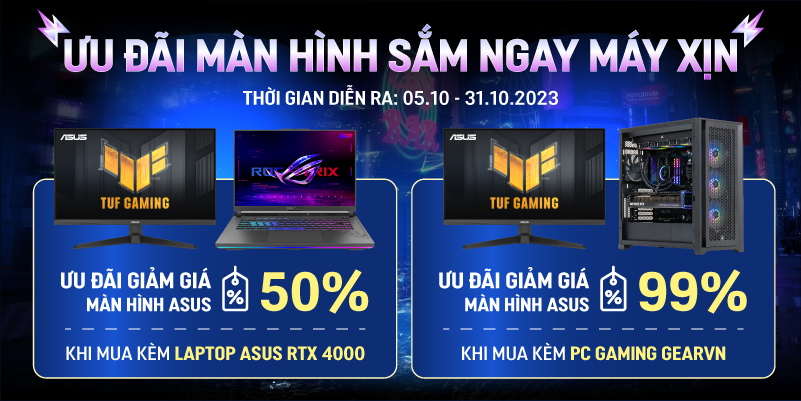 ƯU ĐÃI MÀN HÌNH SẮM NGAY MÁY XỊN
THỜI GIAN DIỄN RA: 05.10 - 31.10.2023
ASUS
TUF GAMING
ASUS
TUF GAMING
ƯU ĐÃI GIẢM GIÁ
MÀN HÌNH ASUS
% 50%
KHI MUA KÈM LAPTOP ASUS RTX 4000
ƯU ĐÃI GIẢM GIÁ
MÀN HÌNH ASUS
% 99%
KHI MUA KÈM PC GAMING GEARVN